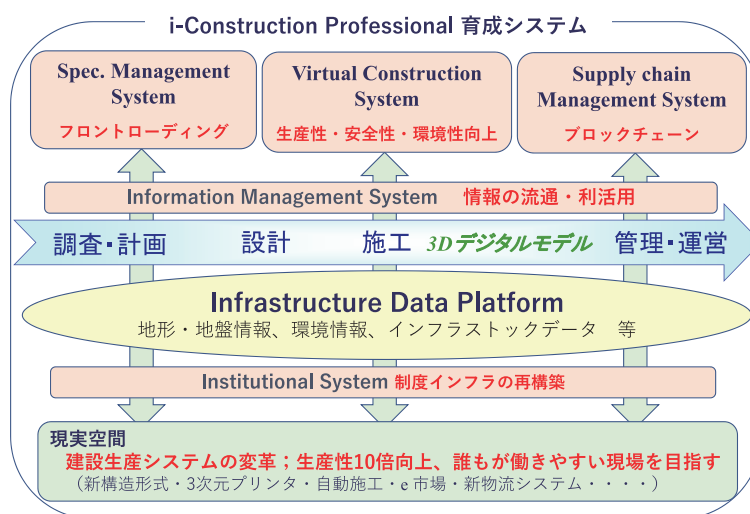 i-Construction Professional 育成システム
Spec. Management
System
フロントローディング
Virtual Construction
System
生産性・安全性・環境性向上
Supply chain
Management System
ブロックチェーン
Information Management System 情報の流通・利活用
調査・計画 設計 施工 3Dデジタルモデル 管理・運営
Infrastructure Data Platform
地形・地盤情報、環境情報、インフラストックデータ 等
Institutional System 制度インフラの再構築
現実空間
建設生産システムの変革；生産性10倍向上、誰もが働きやすい現場を目指す
（新構造形式・3次元プリンタ・自動施工・e 市場・新物流システム・・・・）